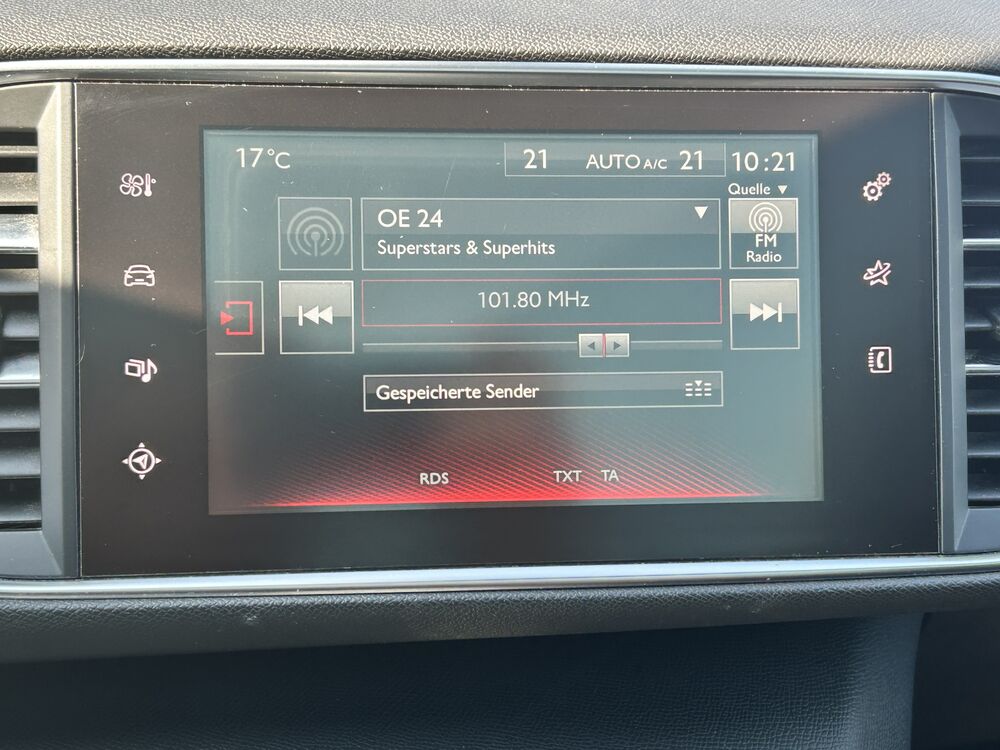 17°C
21 AUTO A/C 21
10:21
Quelle
OE 24
Superstars & Superhits
FM
Radio
101.80 MHz
Gespeicherte Sender
RDS TXT TA